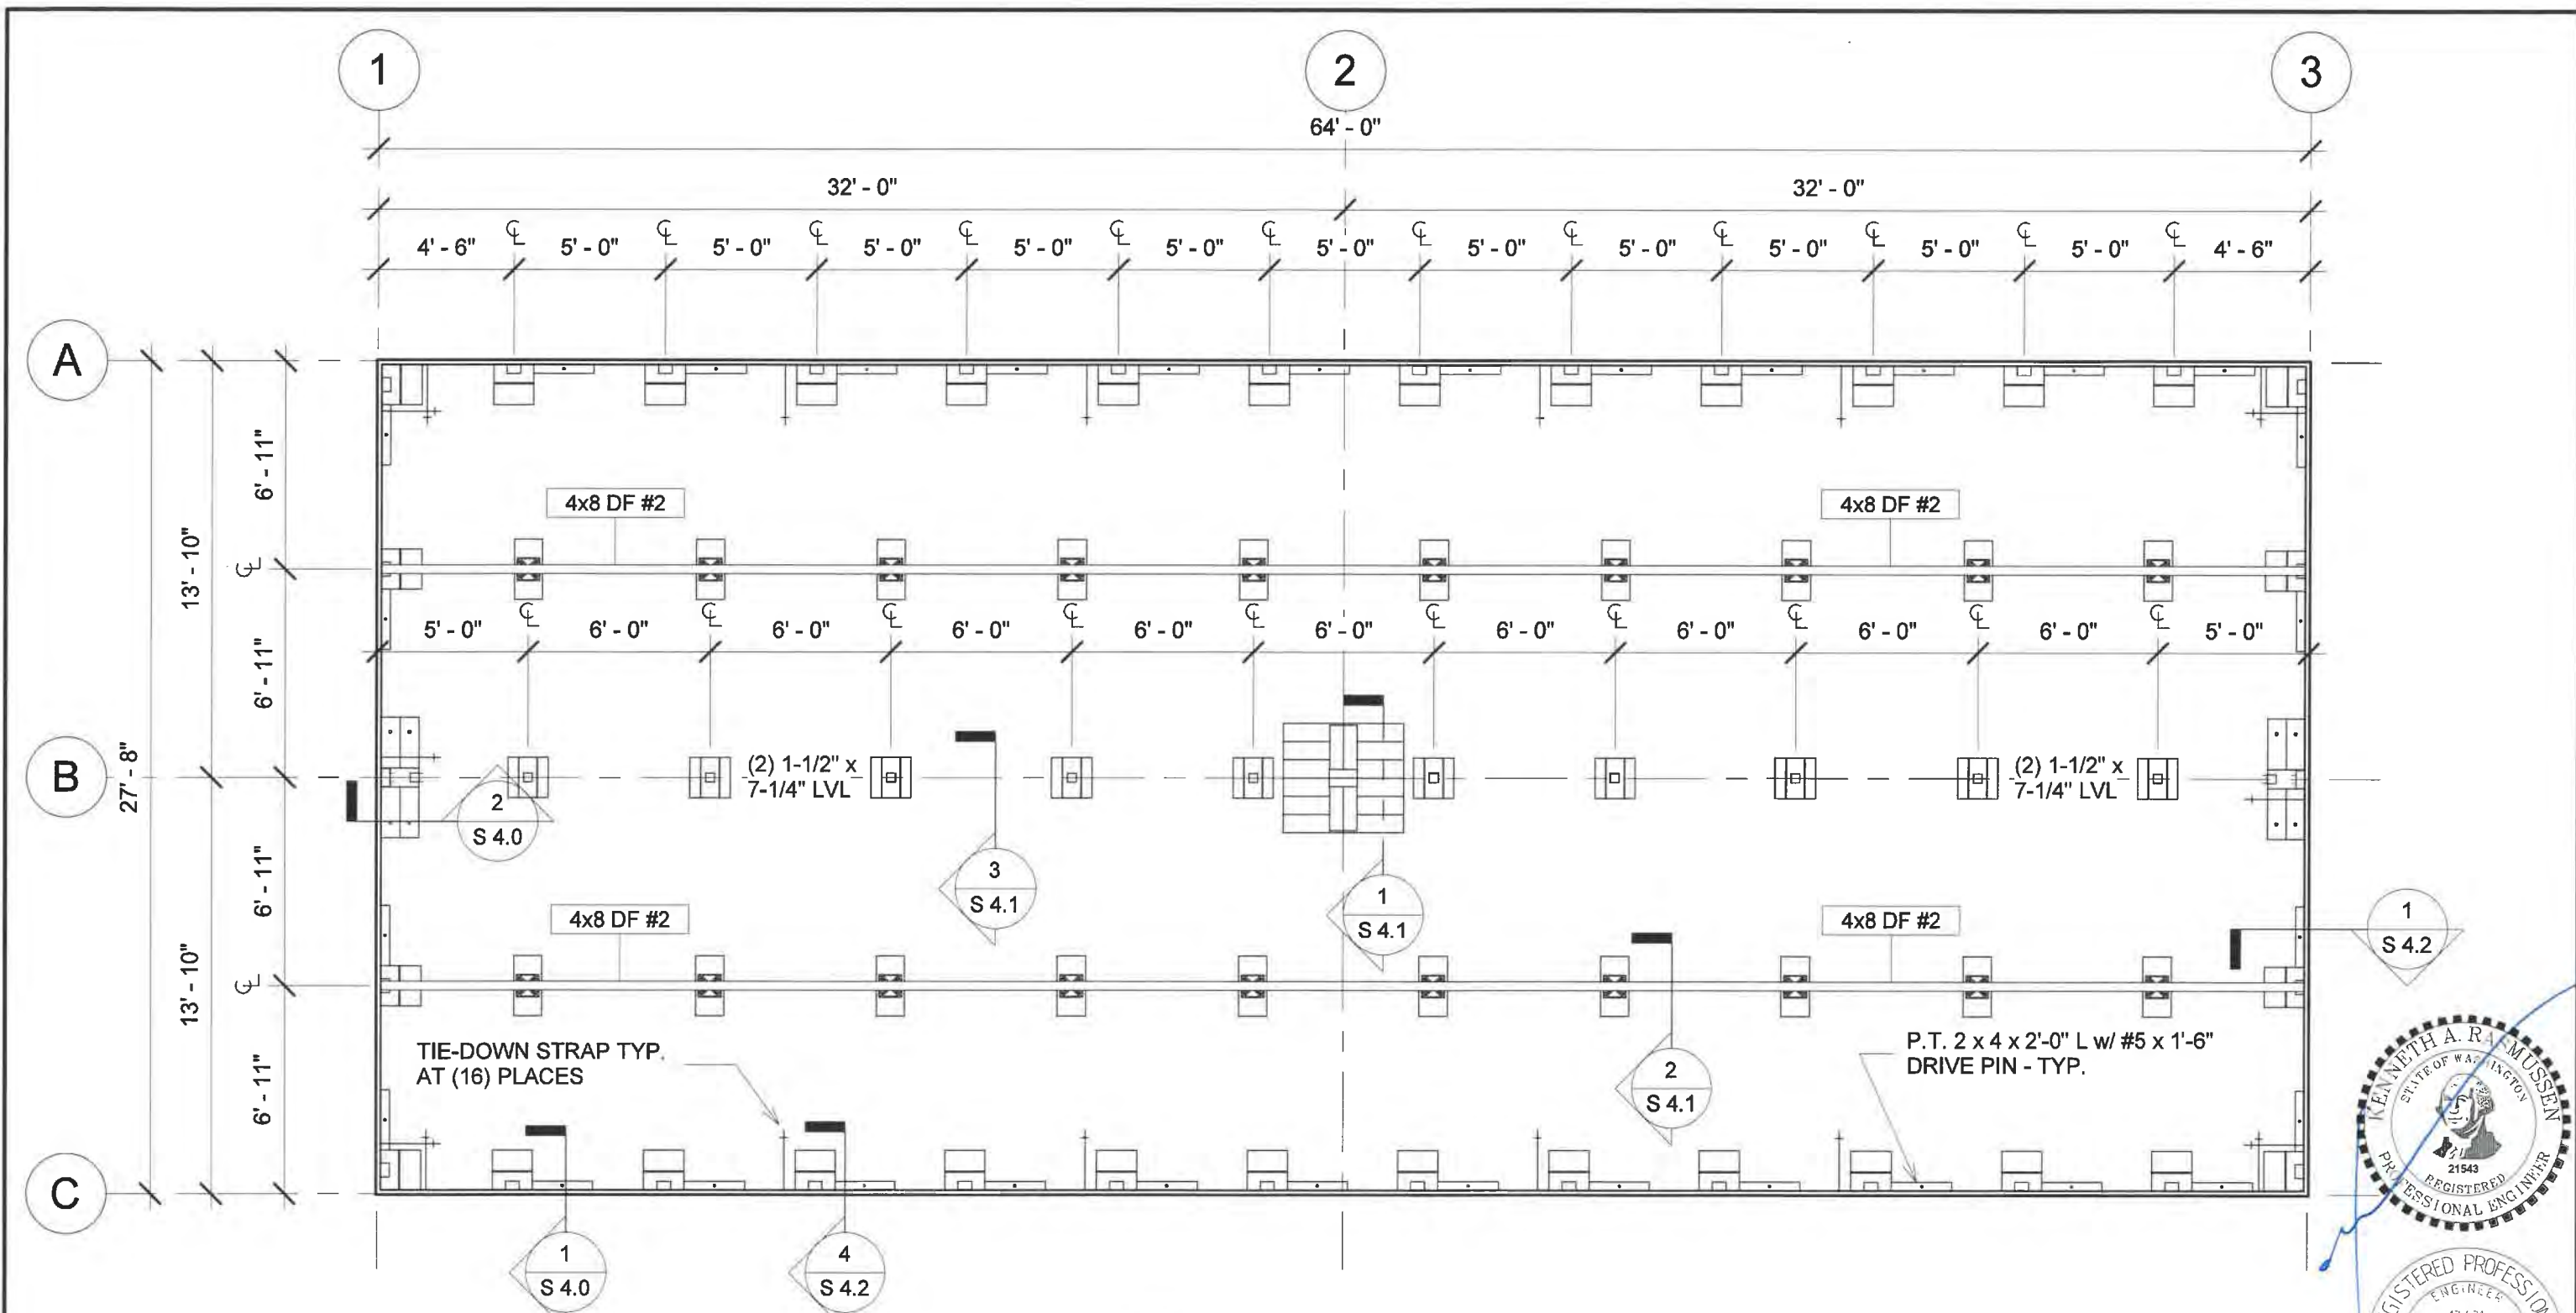 1
2
3
64' - 0"
32' - 0"
32' - 0"
4' - 6"
5' - 0"
5' - 0"
5' - 0"
5' - 0"
5' - 0"
5' - 0"
5' - 0"
5' - 0"
5' - 0"
5' - 0"
5' - 0"
4' - 6"
A
6' - 11"
13' - 10"
4x8 DF #2
4x8 DF #2
5' - 0"
6' - 0"
6' - 0"
6' - 0"
6' - 0"
6' - 0"
6' - 0"
6' - 0"
6' - 0"
6' - 0"
5' - 0"
6' - 11"
B
27' - 8"
(2) 1-1/2" x
7-1/4" LVL
(2) 1-1/2" x
7-1/4" LVL
2
S 4.0
3
S 4.1
1
S 4.1
6' - 11"
4x8 DF #2
4x8 DF #2
1
S 4.2
13' - 10"
TIE-DOWN STRAP TYP.
AT (16) PLACES
2
S 4.1
P.T. 2 x 4 x 2'-0" L w/ #5 x 1'-6"
DRIVE PIN - TYP.
6' - 11"
C
1
S 4.0
4
S 4.2
KENNETH A. RASMUSSEN
STATE OF WASHINGTON
21543
REGISTERED
PROFESSIONAL ENGINEER
ENGINEER